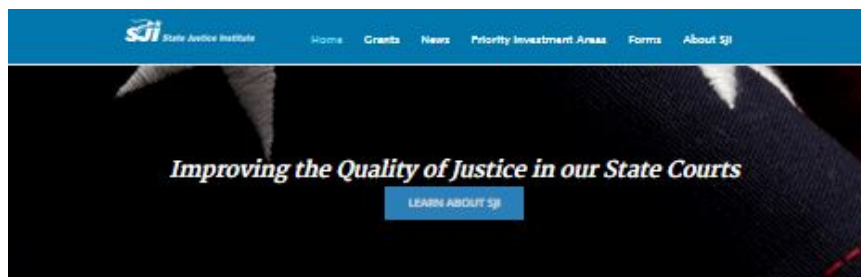 SJI State Justice Institute
Home Grants News Priority Investment Areas Forms About SJI
Improving the Quality of Justice in our State Courts
LEARN ABOUT SJI